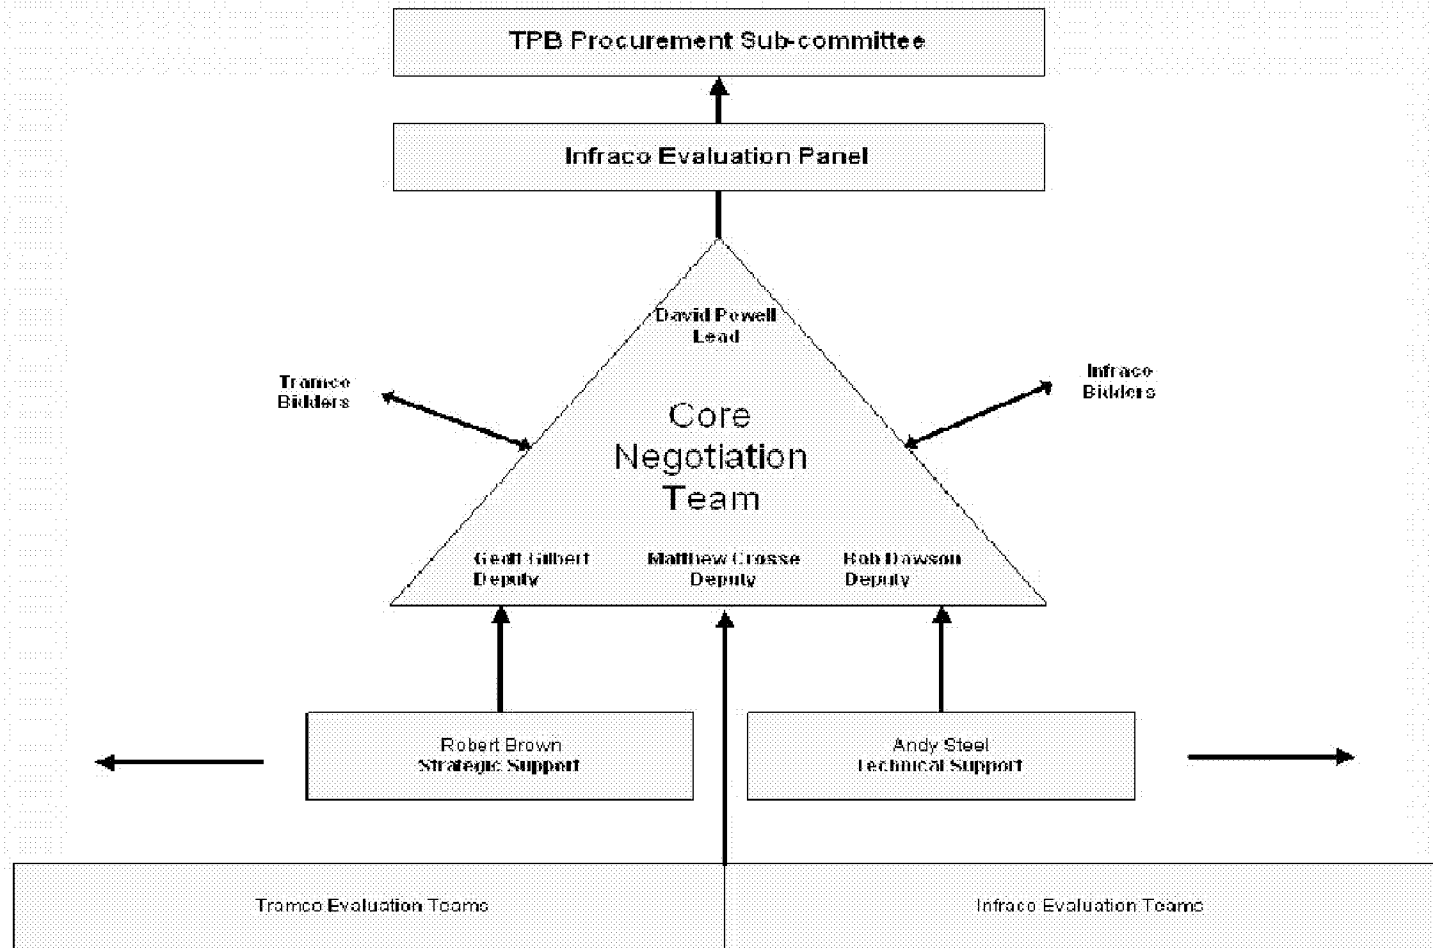 TPB Procurement Sub-committee
Infraco Evaluation Panel
David Powell
Lead
Tramco
Bidders
Infraco
Bidders
Core
Negotiation
Team
Geoff Gilbert
Deputy
Matthew Crosse
Deputy
Bob Dawson
Deputy
Robert Brown
Strategic Support
Andy Steel
Technical Support
Tramco Evaluation Teams
Infraco Evaluation Teams